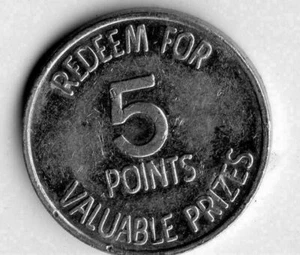 REDEEM FOR
5
POINTS
VALUABLE PRIZES